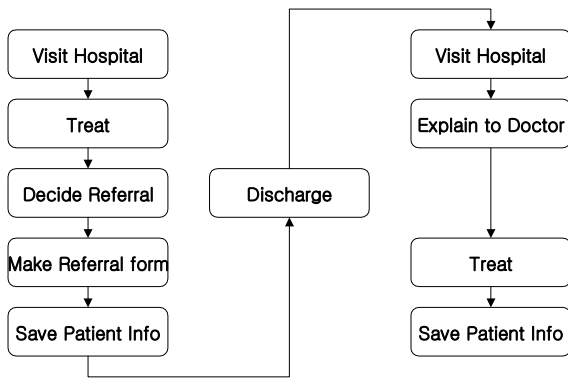 Visit Hospital
Treat
Decide Referral
Make Referral form
Save Patient Info
Discharge
Visit Hospital
Explain to Doctor
Treat
Save Patient Info